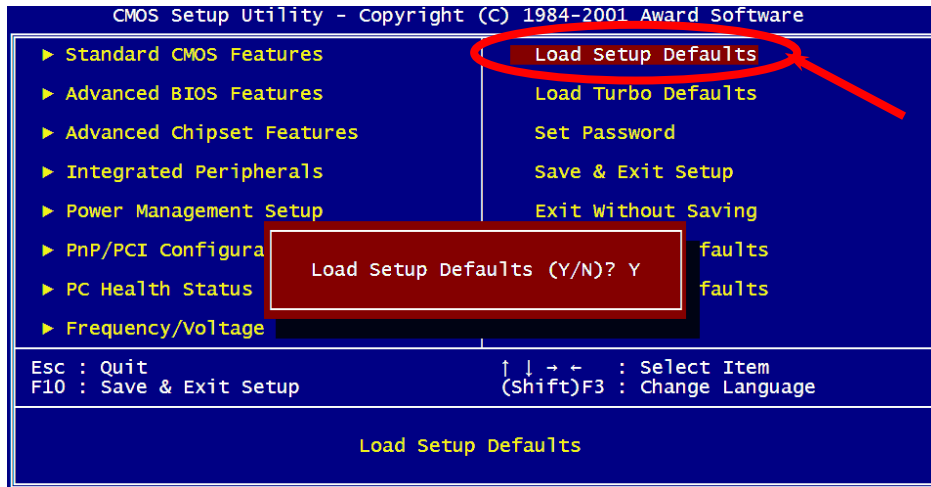 CMOS Setup Utility - Copyright (C) 1984-2001 Award Software
► Standard CMOS Features
► Advanced BIOS Features
► Advanced Chipset Features
► Integrated Peripherals
► Power Management Setup
► PnP/PCI Configura
► PC Health Status
► Frequency/Voltage
Load Setup Defaults
Load Turbo Defaults
Set Password
Save & Exit Setup
Exit Without Saving
faults
faults
Load Setup Defaults (Y/N)? Y
Esc : Quit
F10 : Save & Exit Setup
↑ ↓ → ← : Select Item
(Shift)F3 : Change Language
Load Setup Defaults